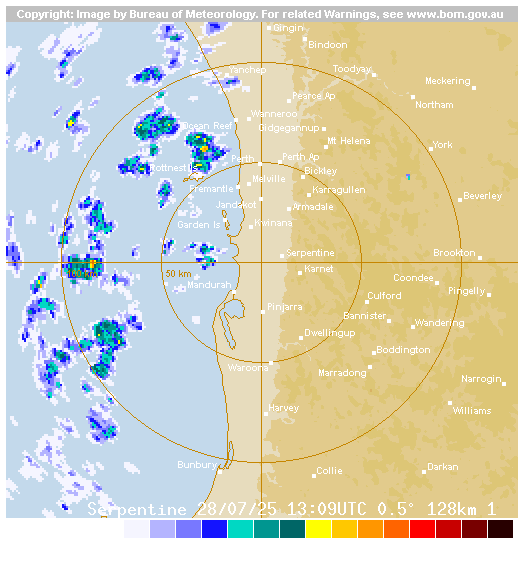 Copyright: Image by Bureau of Meteorology. For related Warnings, see www.bom.gov.au
Gingin
Bindoon
Toodyay
Yanchep
Meckering
Pearce Ap
Northam
Wanneroo
Ocean Reef
Gidgegannup
Mt Helena
York
Perth
Perth Ap
Rottnest Is
Bickley
Melville
Fremantle
Karragullen
Beverley
Jandakot
Armadale
Garden Is
Kwinana
Serpentine
Brookton
Karnet
50 km
Coondee
Mandurah
Pingelly
Culford
Pinjarra
Bannister
Wandering
Dwellingup
Boddington
Waroona
Marradong
Narrogin
Harvey
Williams
Bunbury
Collie
Darkan
Serpentine 28/07/25 13:09UTC 0.5° 128km 1